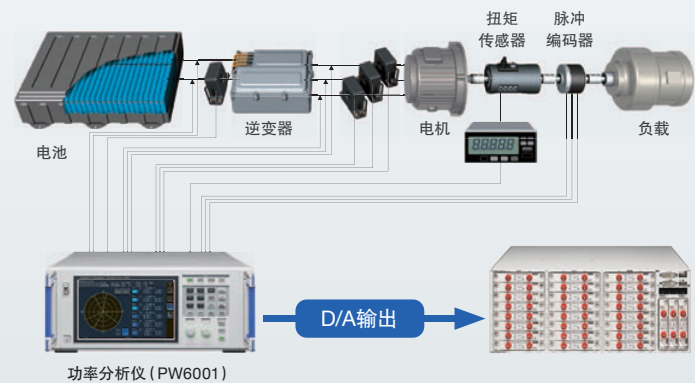 扭矩
传感器
脉冲
编码器
电池
逆变器
电机
负载
88888
D/A输出
功率分析仪（PW6001）